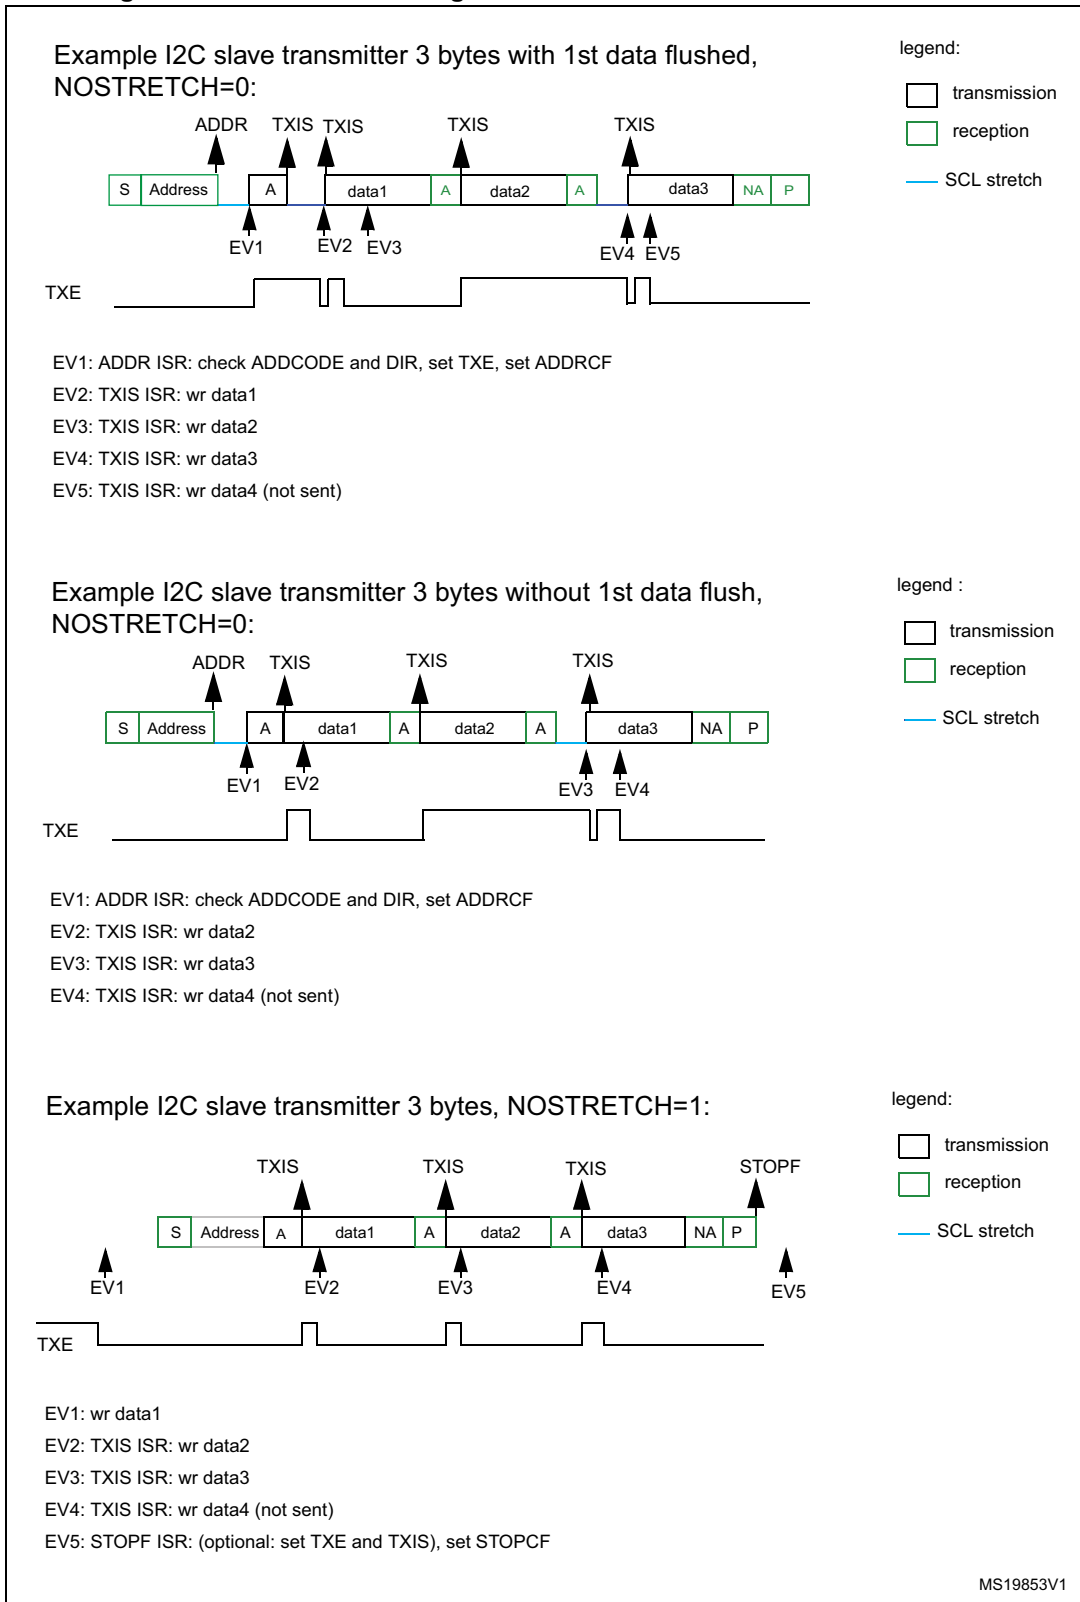 Example I2C slave transmitter 3 bytes with 1st data flushed,
NOSTRETCH=0:
legend:
transmission
reception
SCL stretch
ADDR TXIS TXIS TXIS TXIS
S Address A data1 A data2 A data3 NA P
EV1 EV2 EV3 EV4 EV5
TXE
EV1: ADDR ISR: check ADDCODE and DIR, set TXE, set ADDRCF
EV2: TXIS ISR: wr data1
EV3: TXIS ISR: wr data2
EV4: TXIS ISR: wr data3
EV5: TXIS ISR: wr data4 (not sent)
Example I2C slave transmitter 3 bytes without 1st data flush,
NOSTRETCH=0:
legend :
transmission
reception
SCL stretch
ADDR TXIS TXIS TXIS
S Address A data1 A data2 A data3 NA P
EV1 EV2 EV3 EV4
TXE
EV1: ADDR ISR: check ADDCODE and DIR, set ADDRCF
EV2: TXIS ISR: wr data2
EV3: TXIS ISR: wr data3
EV4: TXIS ISR: wr data4 (not sent)
Example I2C slave transmitter 3 bytes, NOSTRETCH=1:
legend:
transmission
reception
SCL stretch
TXIS TXIS TXIS STOPF
S Address A data1 A data2 A data3 NA P
EV1 EV2 EV3 EV4 EV5
TXE
EV1: wr data1
EV2: TXIS ISR: wr data2
EV3: TXIS ISR: wr data3
EV4: TXIS ISR: wr data4 (not sent)
EV5: STOPF ISR: (optional: set TXE and TXIS), set STOPCF
MS19853V1